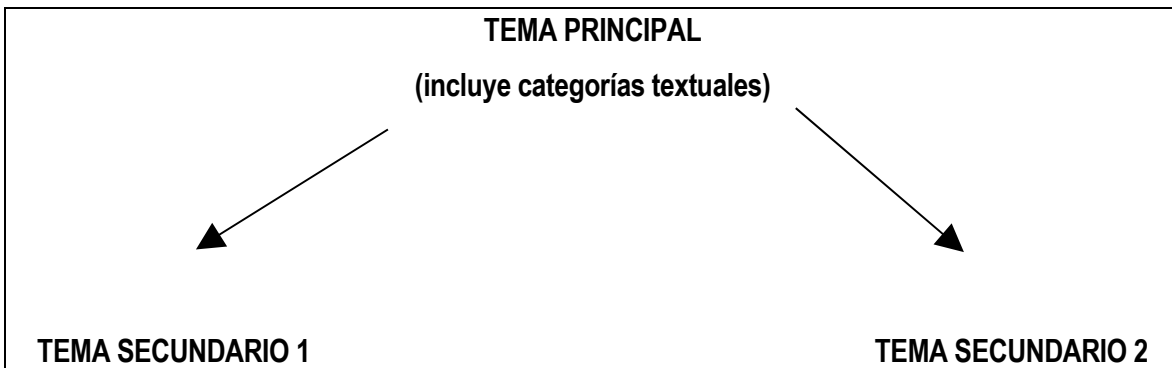 TEMA PRINCIPAL
(incluye categorías textuales)
TEMA SECUNDARIO 1
TEMA SECUNDARIO 2